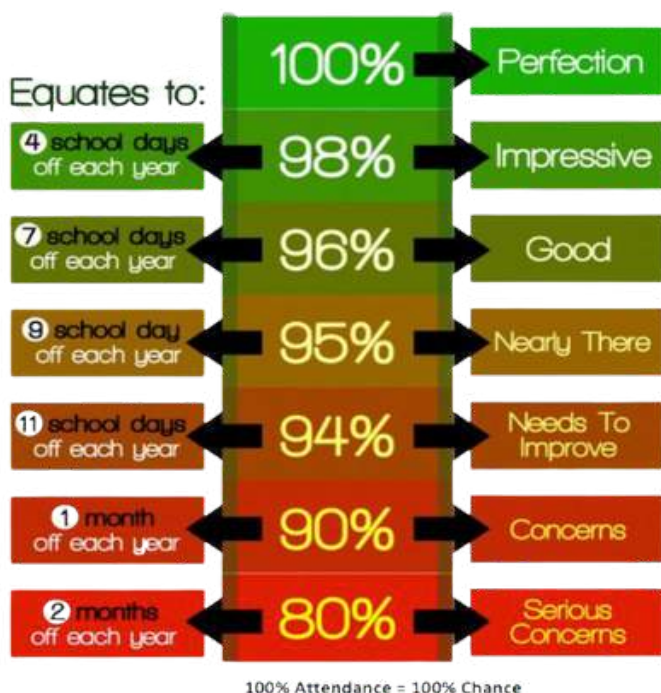 100%
Perfection
Equates to:
4 school days
off each year
98%
Impressive
7 school days
off each year
96%
Good
9 school day
off each year
95%
Nearly There
11 school days
off each year
94%
Needs To
Improve
1 month
off each year
90%
Concerns
2 months
off each year
80%
Serious
Concerns
100% Attendance = 100% Chance